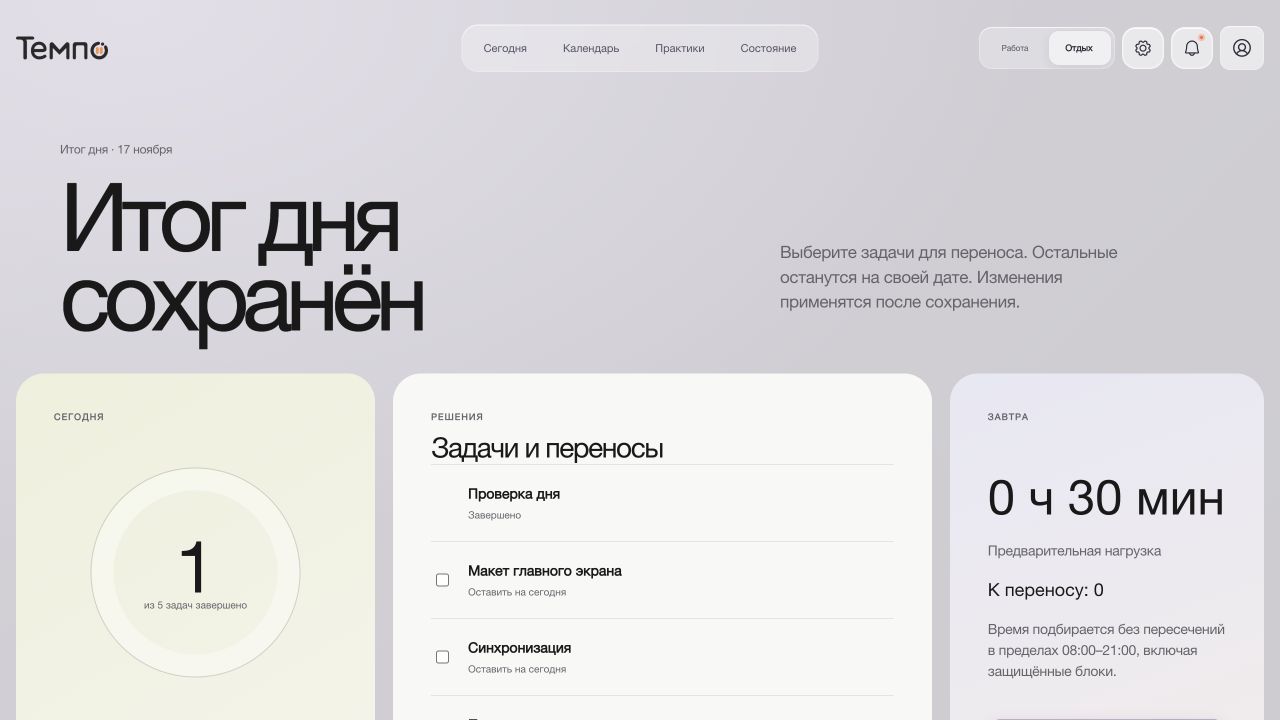 Темпо
Сегодня
Календарь
Практики
Состояние
Работа
Отдых
Итог дня · 17 ноября
Итог дня
сохранён
Выберите задачи для переноса. Остальные
останутся на своей дате. Изменения
применятся после сохранения.
СЕГОДНЯ
1
из 5 задач завершено
РЕШЕНИЯ
Задачи и переносы
Проверка дня
Завершено
Макет главного экрана
Оставить на сегодня
Синхронизация
Оставить на сегодня
ЗАВТРА
0 ч 30 мин
Предварительная нагрузка
К переносу: 0
Время подбирается без пересечений
в пределах 08:00–21:00, включая
защищённые блоки.